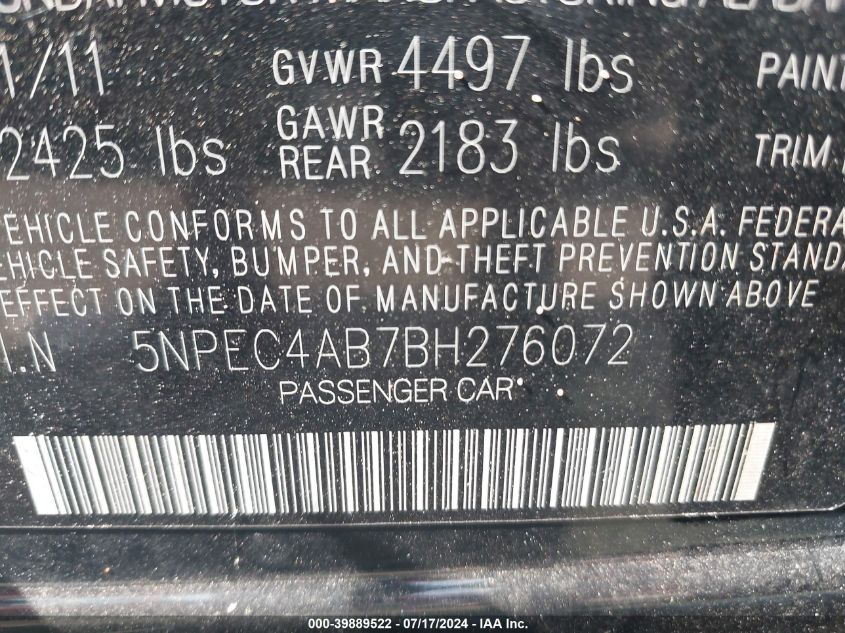 1/11 GVWR 4497 lbs PAINT
2425 lbs GAWR REAR 2183 lbs TRIM
EHICLE CONFORMS TO ALL APPLICABLE U.S.A. FEDERA
EHICLE SAFETY, BUMPER, AND THEFT PREVENTION STANDA
EFFECT ON THE DATE OF MANUFACTURE SHOWN ABOVE
I.N 5NPEC4AB7BH276072
PASSENGER CAR
000-39889522 - 07/17/2024 - IAA Inc.